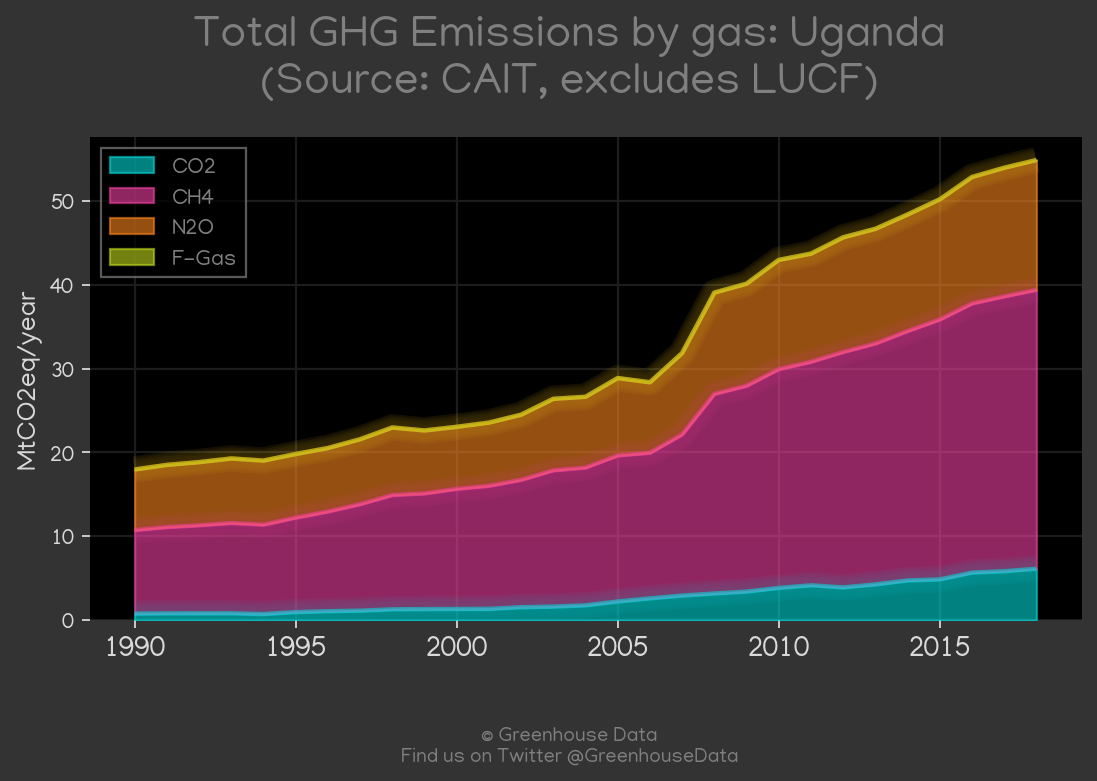 Total GHG Emissions by gas: Uganda
(Source: CAIT, excludes LUCF)
CO2
CH4
N2O
F-Gas
MtCO2eq/year
50
40
30
20
10
0
1990 1995 2000 2005 2010 2015
© Greenhouse Data
Find us on Twitter @GreenhouseData